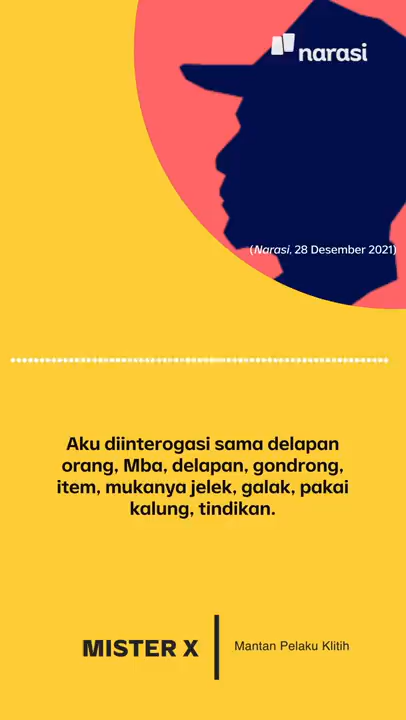 narasi
(Narasi, 28 Desember 2021)
Aku diinterogasi sama delapan
orang, Mba, delapan, gondrong,
item, mukanya jelek, galak, pakai
kalung, tindikan.
MISTER X
Mantan Pelaku Klitih